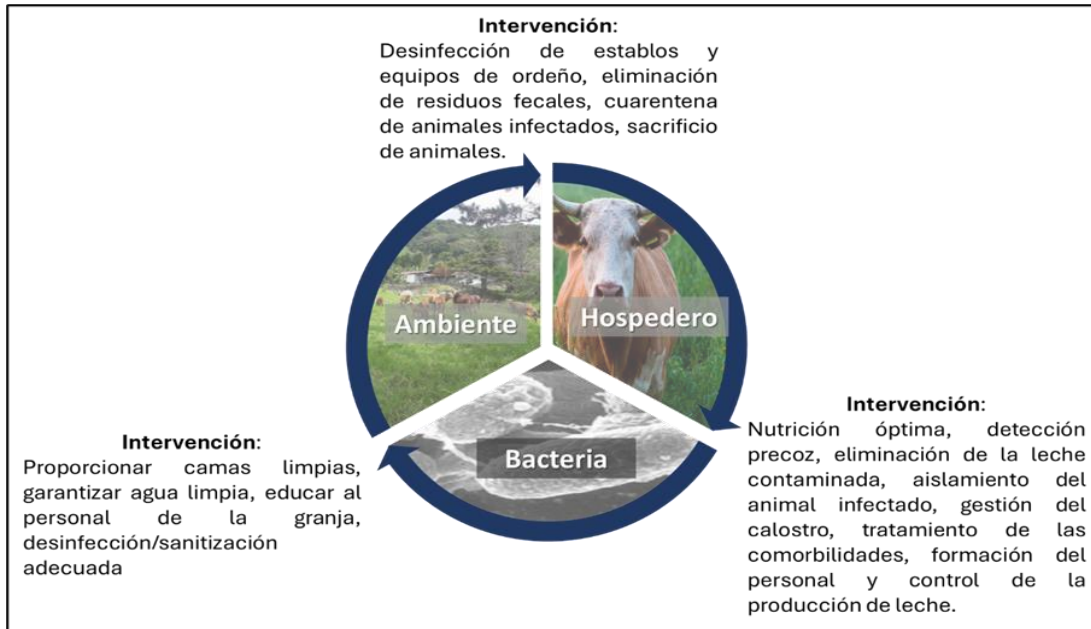 Intervención:
Desinfección de establos y
equipos de ordeño, eliminación
de residuos fecales, cuarentena
de animales infectados, sacrificio
de animales.
Ambiente
Hospedero
Bacteria
Intervención:
Proporcionar camas limpias,
garantizar agua limpia, educar al
personal de la granja,
desinfección/sanitización
adecuada
Intervención:
Nutrición óptima, detección
precoz, eliminación de la leche
contaminada, aislamiento del
animal infectado, gestión del
calostro, tratamiento de las
comorbilidades, formación del
personal y control de la
producción de leche.